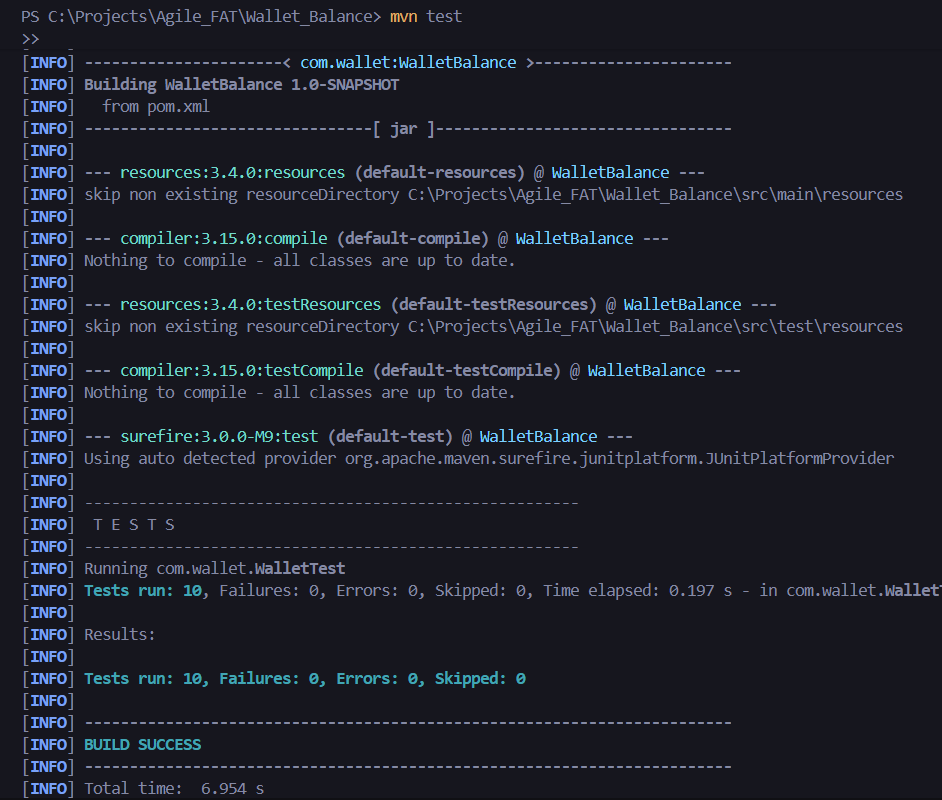 PS C:\Projects\Agile_FAT\Wallet_Balance> mvn test
>>
[INFO] ----------------------< com.wallet:WalletBalance >----------------------
[INFO] Building WalletBalance 1.0-SNAPSHOT
[INFO]   from pom.xml
[INFO] --------------------------------[ jar ]---------------------------------
[INFO]
[INFO] --- resources:3.4.0:resources (default-resources) @ WalletBalance ---
[INFO] skip non existing resourceDirectory C:\Projects\Agile_FAT\Wallet_Balance\src\main\resources
[INFO]
[INFO] --- compiler:3.15.0:compile (default-compile) @ WalletBalance ---
[INFO] Nothing to compile - all classes are up to date.
[INFO]
[INFO] --- resources:3.4.0:testResources (default-testResources) @ WalletBalance ---
[INFO] skip non existing resourceDirectory C:\Projects\Agile_FAT\Wallet_Balance\src\test\resources
[INFO]
[INFO] --- compiler:3.15.0:testCompile (default-testCompile) @ WalletBalance ---
[INFO] Nothing to compile - all classes are up to date.
[INFO]
[INFO] --- surefire:3.0.0-M9:test (default-test) @ WalletBalance ---
[INFO] Using auto detected provider org.apache.maven.surefire.junitplatform.JUnitPlatformProvider
[INFO]
[INFO] -------------------------------------------------------
[INFO]  T E S T S
[INFO] -------------------------------------------------------
[INFO] Running com.wallet.WalletTest
[INFO] Tests run: 10, Failures: 0, Errors: 0, Skipped: 0, Time elapsed: 0.197 s - in com.wallet.Wallet
[INFO]
[INFO] Results:
[INFO]
[INFO] Tests run: 10, Failures: 0, Errors: 0, Skipped: 0
[INFO]
[INFO] ------------------------------------------------------------------------
[INFO] BUILD SUCCESS
[INFO] ------------------------------------------------------------------------
[INFO] Total time:  6.954 s